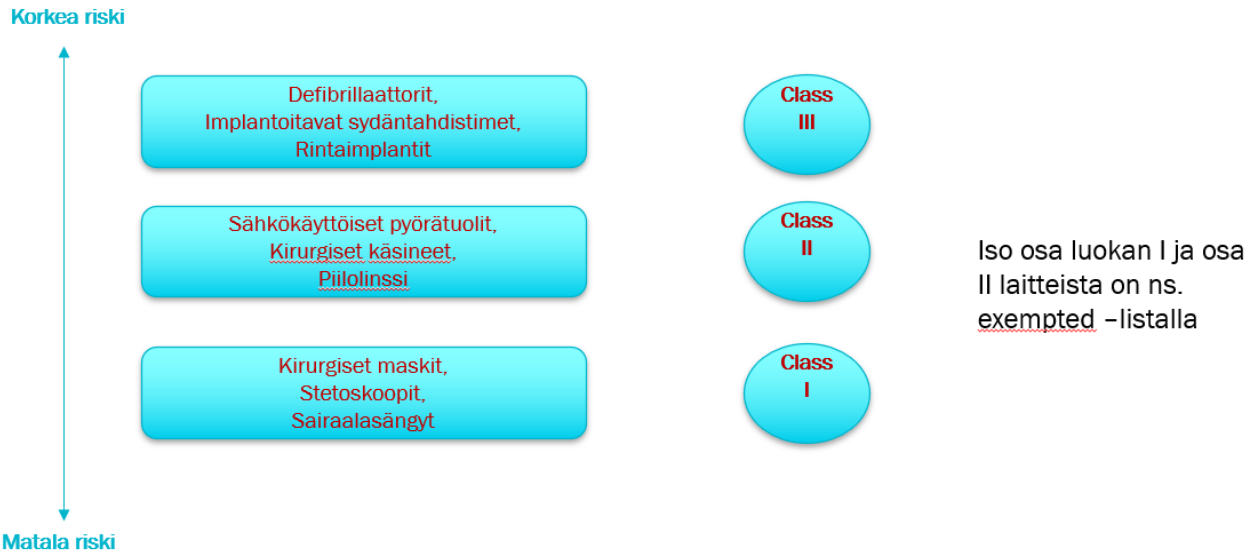 Korkea riski
Defibrillaattorit,
Implantoitavat sydäntahdistimet,
Rintaimplantit
Class
III
Sähkökäyttöiset pyörätuolit,
Kirurgiset käsineet,
Piilolinssi
Class
II
Iso osa luokan I ja osa
II laitteista on ns.
exempted –listalla
Kirurgiset maskit,
Stetoskoopit,
Sairaalasängyt
Class
I
Matala riski